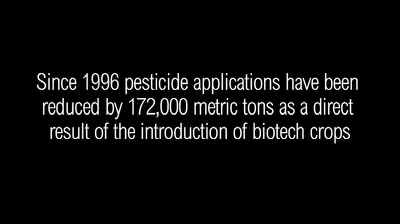 Since 1996 pesticide applications have been
reduced by 172,000 metric tons as a direct
result of the introduction of biotech crops